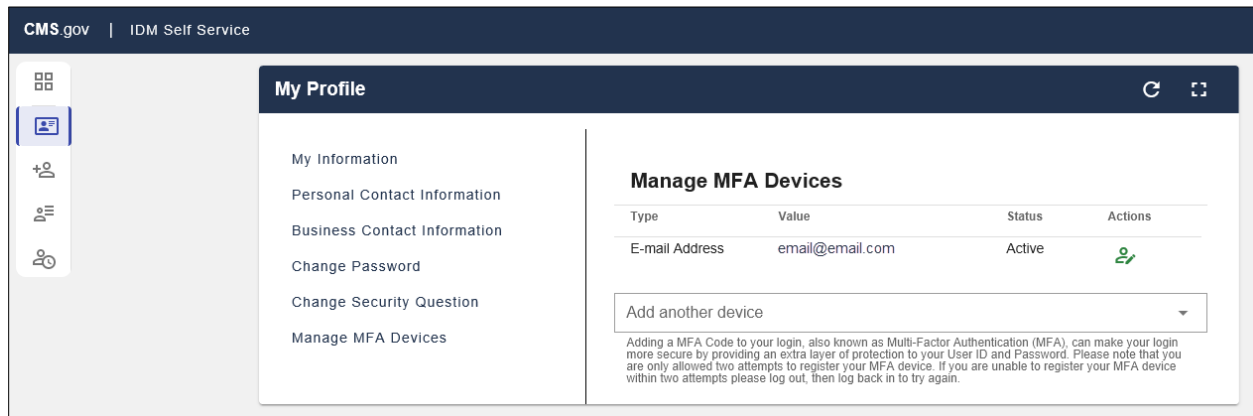 CMS.gov | IDM Self Service
My Profile
My Information
Personal Contact Information
Business Contact Information
Change Password
Change Security Question
Manage MFA Devices
Manage MFA Devices
Type Value Status Actions
E-mail Address email@email.com Active
Add another device
Adding a MFA Code to your login, also known as Multi-Factor Authentication (MFA), can make your login
more secure by providing an extra layer of protection to your User ID and Password. Please note that you
are only allowed two attempts to register your MFA device. If you are unable to register your MFA device
within two attempts please log out, then log back in to try again.